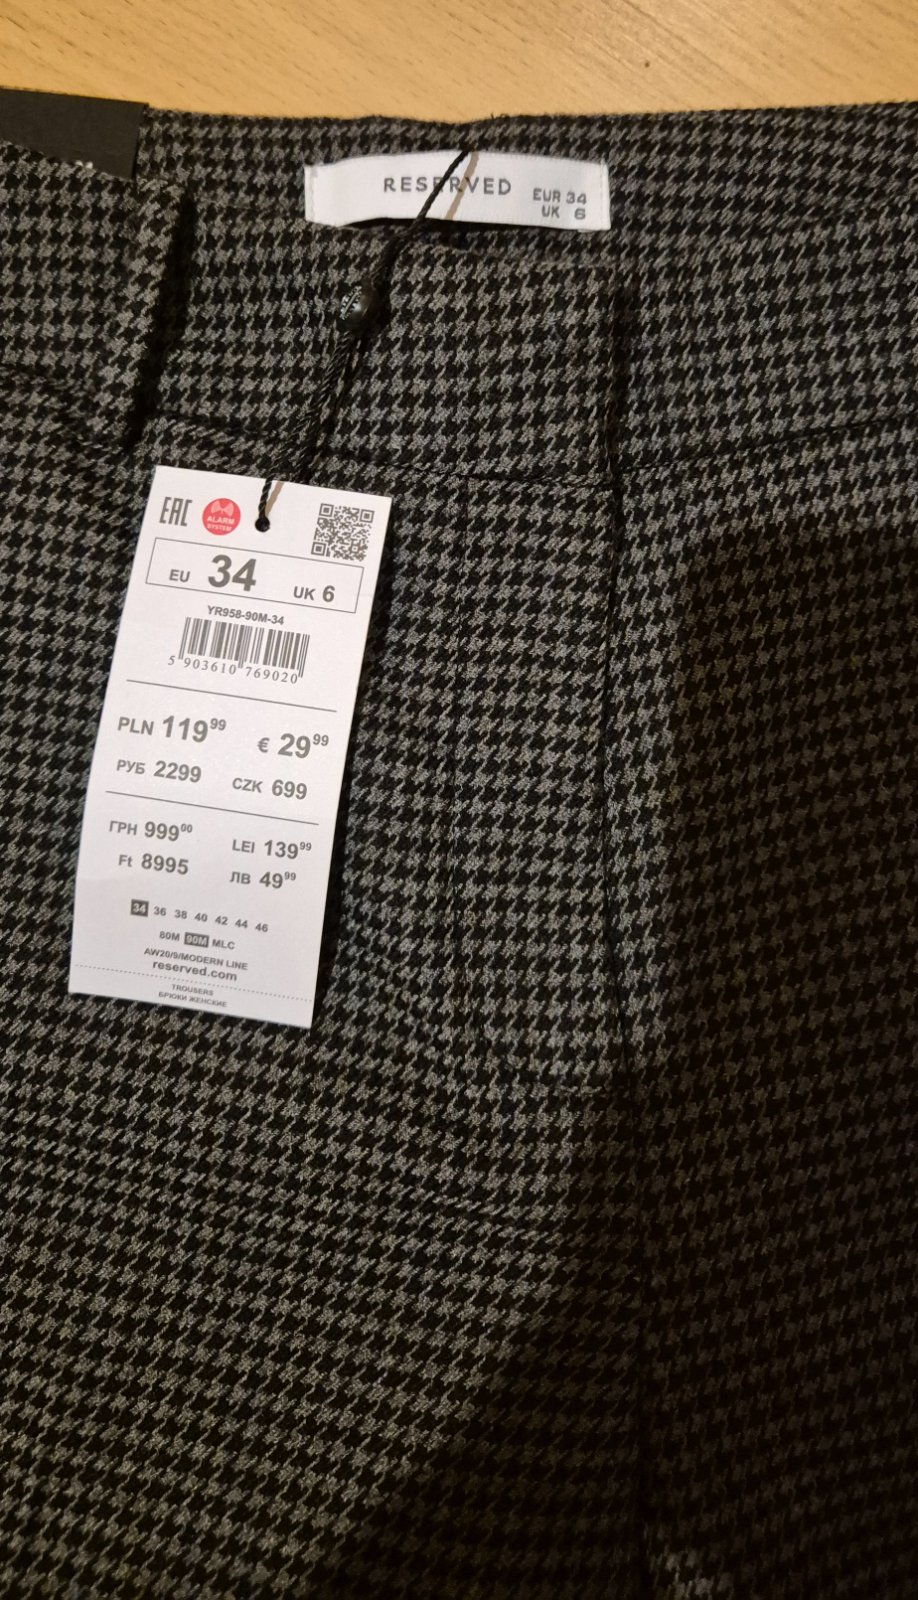 RESERVED
EUR 34
UK 6
EAC
ALARM
SYSTEM
EU 34 UK 6
YR958-90M-34
5 903610 769020
PLN 119 99 € 29 99
РУБ 2299 CZK 699
ГРН 999 00 LEI 139 99
Ft 8995 ЛВ 49 99
34 36 38 40 42 44 46
80M 90M MLC
AW20/9/MODERN LINE
reserved.com
TROUSERS
БРЮКИ ЖЕНСКИЕ